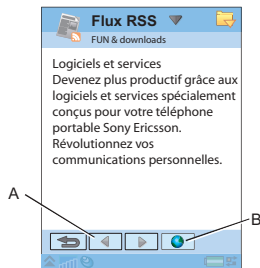 Flux RSS
FUN & downloads
Logiciels et services
Devenez plus productif grâce aux
logiciels et services spécialement
conçus pour votre téléphone
portable Sony Ericsson.
Révolutionnez vos
communications personnelles.
A
B